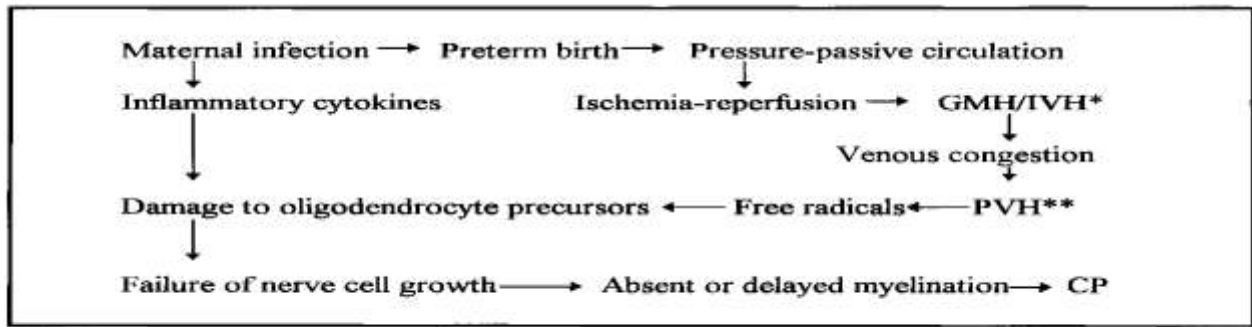 Maternal infection → Preterm birth → Pressure-passive circulation
Inflammatory cytokines Ischemia-reperfusion → GMH/IVH*
Venous congestion
Damage to oligodendrocyte precursors ← Free radicals ← PVH**
Failure of nerve cell growth → Absent or delayed myelination → CP